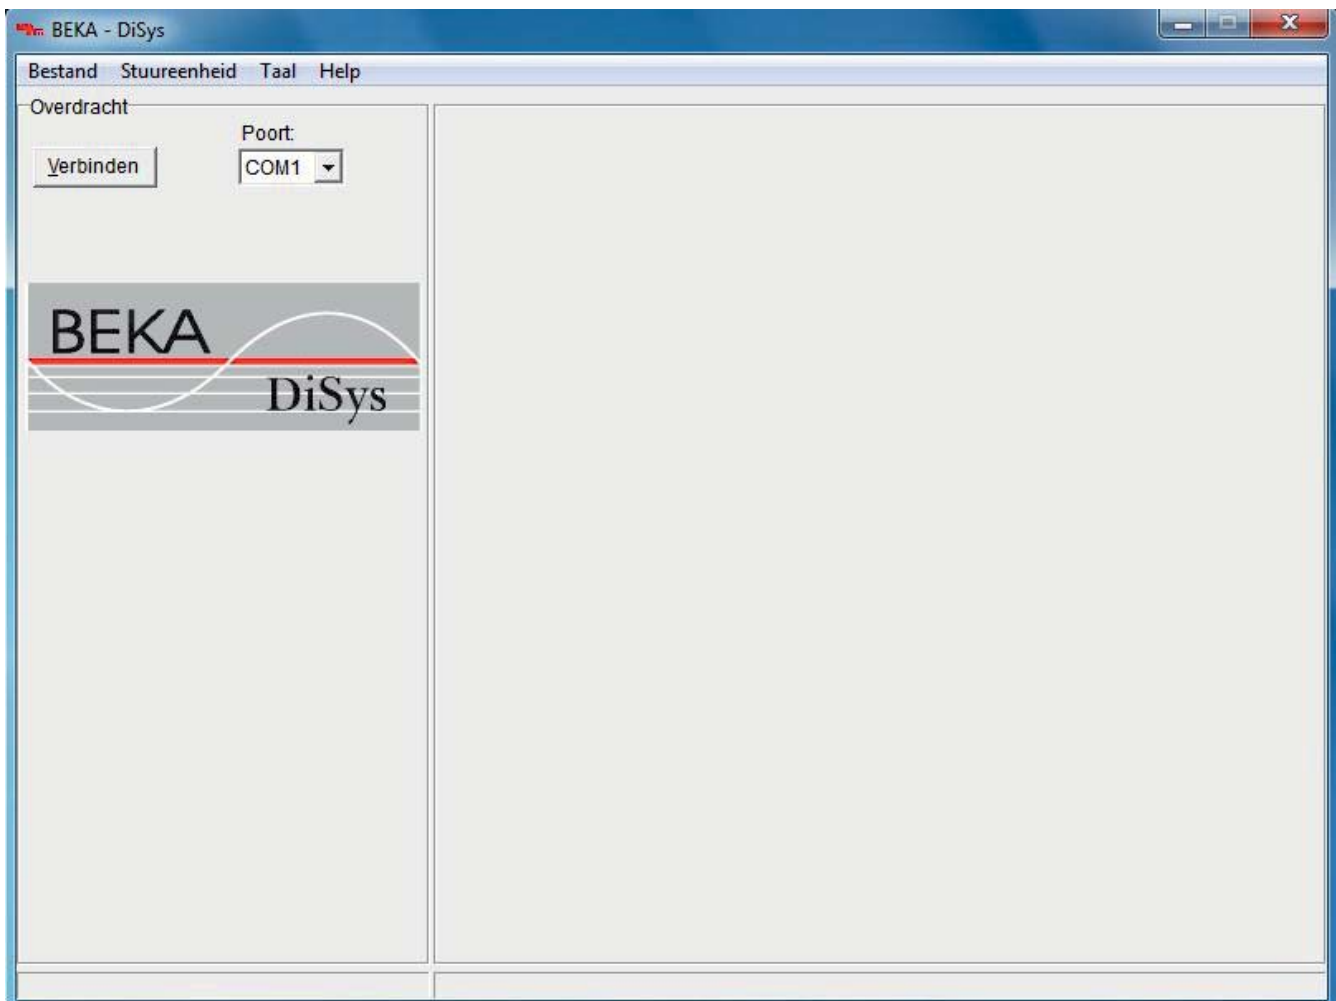 BEKA - DiSys
Bestand Stuureenheid Taal Help
Overdracht
Poort:
Verbinden COM1
BEKA
DiSys